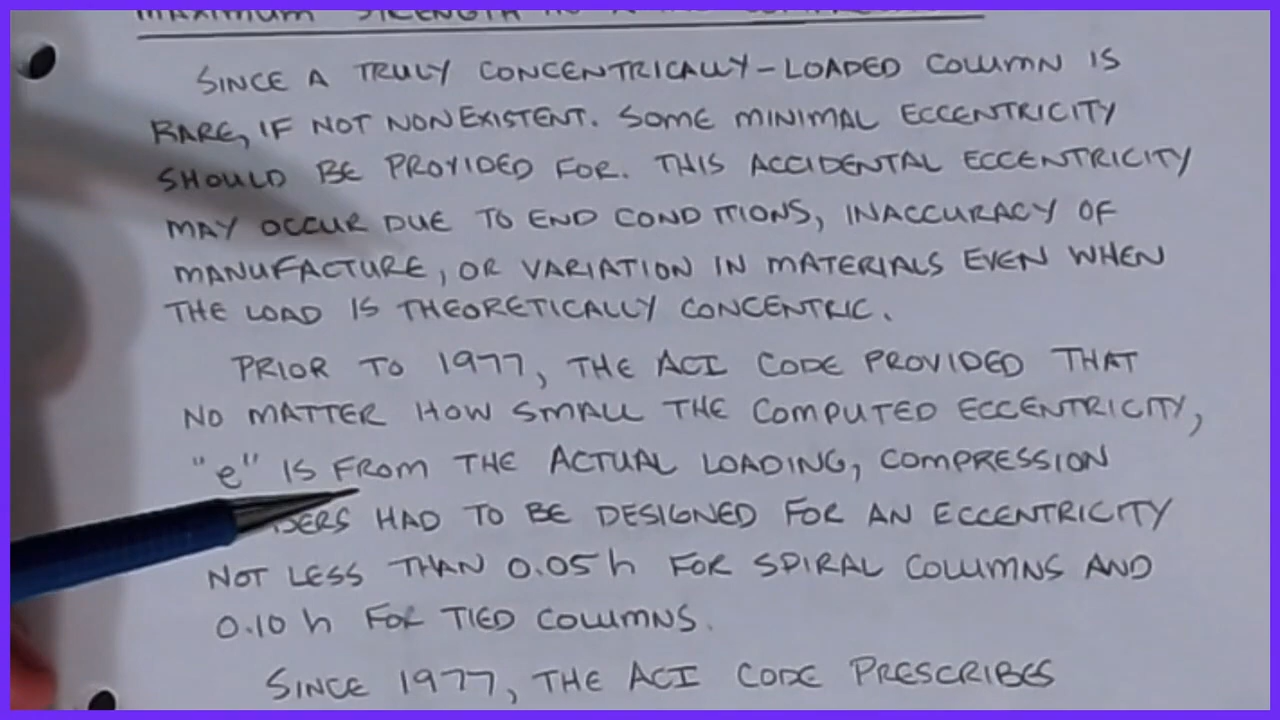 MAXIMUM STRENGTH
SINCE A TRULY CONCENTRICALLY-LOADED COLUMN IS
RARE, IF NOT NONEXISTENT. SOME MINIMAL ECCENTRICITY
SHOULD BE PROVIDED FOR. THIS ACCIDENTAL ECCENTRICITY
MAY OCCUR DUE TO END CONDITIONS, INACCURACY OF
MANUFACTURE, OR VARIATION IN MATERIALS EVEN WHEN
THE LOAD IS THEORETICALLY CONCENTRIC.
PRIOR TO 1977, THE ACI CODE PROVIDED THAT
NO MATTER HOW SMALL THE COMPUTED ECCENTRICITY,
"e" IS FROM THE ACTUAL LOADING, COMPRESSION
HAD TO BE DESIGNED FOR AN ECCENTRICITY
NOT LESS THAN 0.05h FOR SPIRAL COLUMNS AND
0.10 h FOR TIED COLUMNS.
SINCE 1977, THE ACI CODE PRESCRIBES